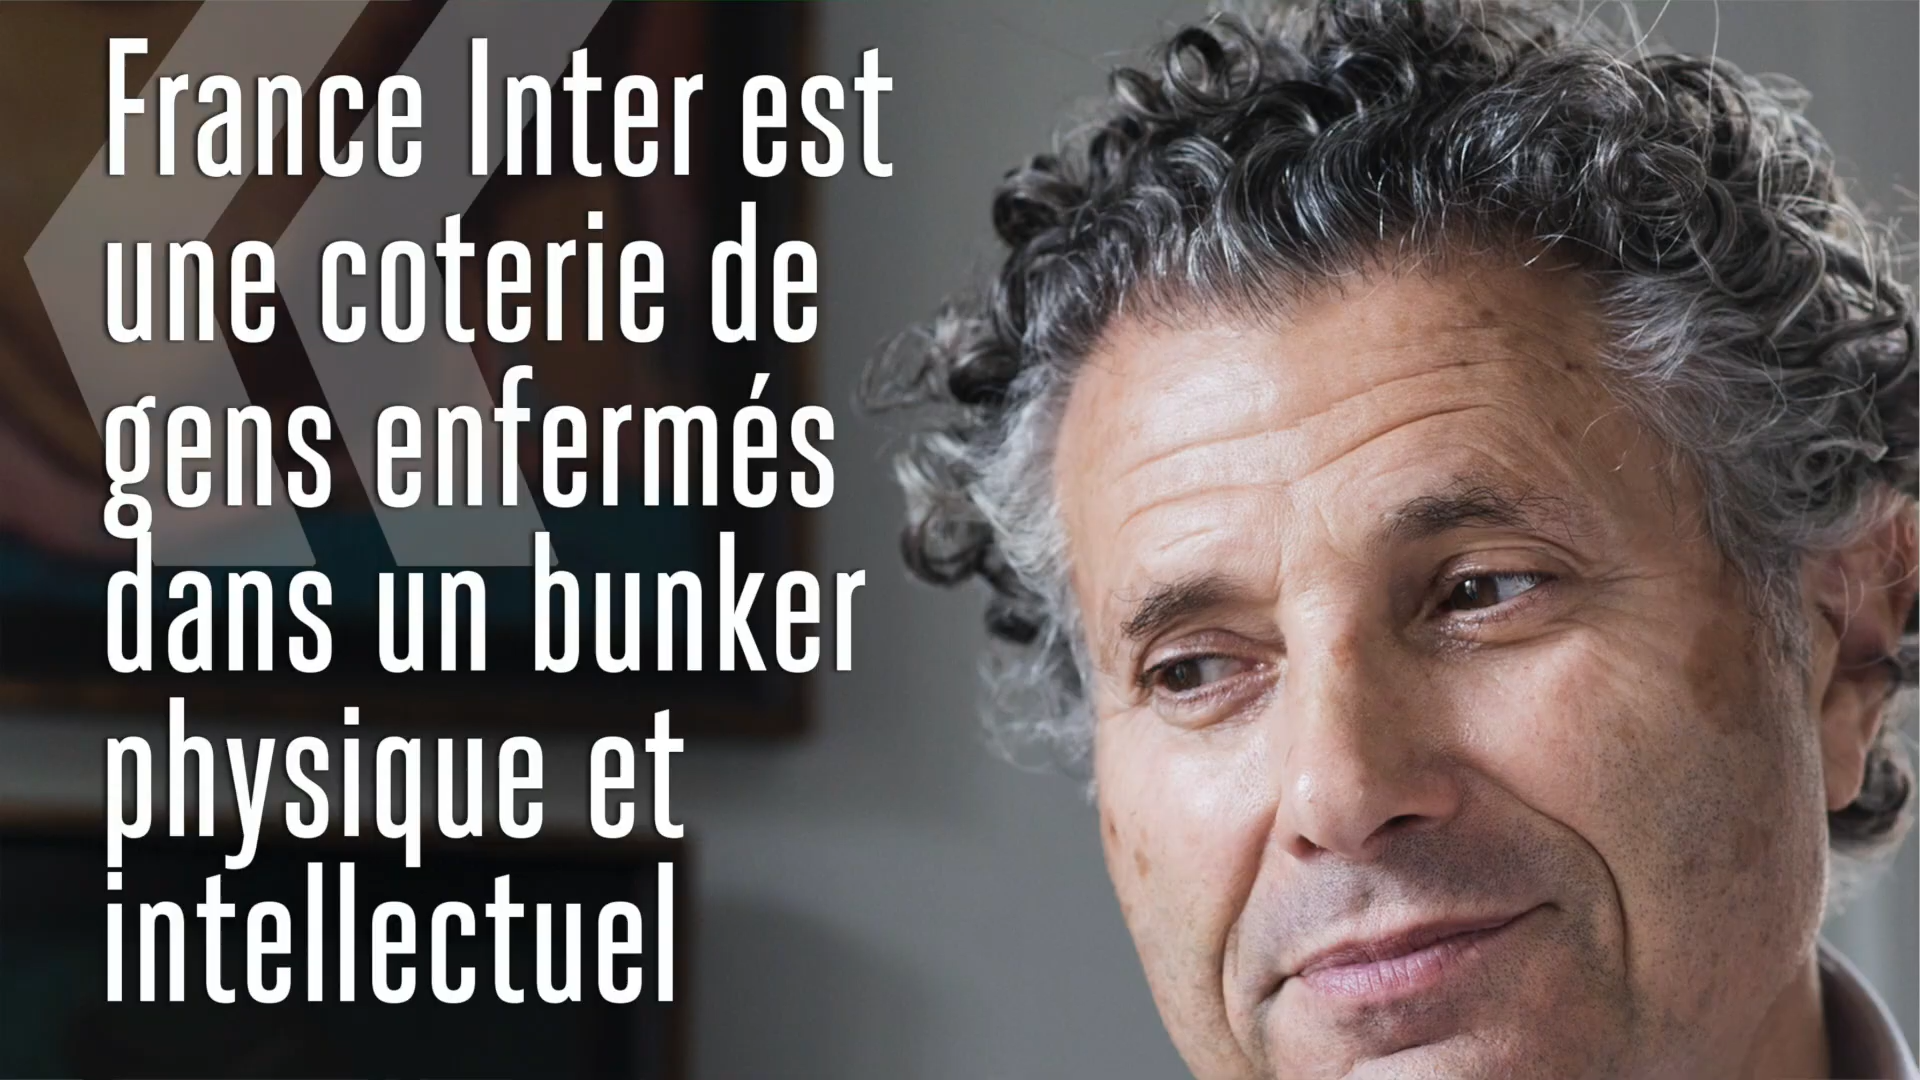 France Inter est
une coterie de
gens enfermés
dans un bunker
physique et
intellectuel